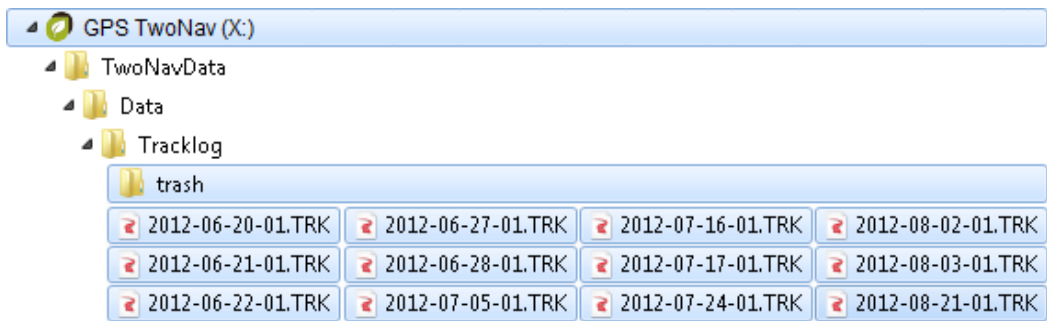 GPS TwoNav (X:)
TwoNavData
Data
Tracklog
trash
2012-06-20-01.TRK 2012-06-27-01.TRK 2012-07-16-01.TRK 2012-08-02-01.TRK
2012-06-21-01.TRK 2012-06-28-01.TRK 2012-07-17-01.TRK 2012-08-03-01.TRK
2012-06-22-01.TRK 2012-07-05-01.TRK 2012-07-24-01.TRK 2012-08-21-01.TRK